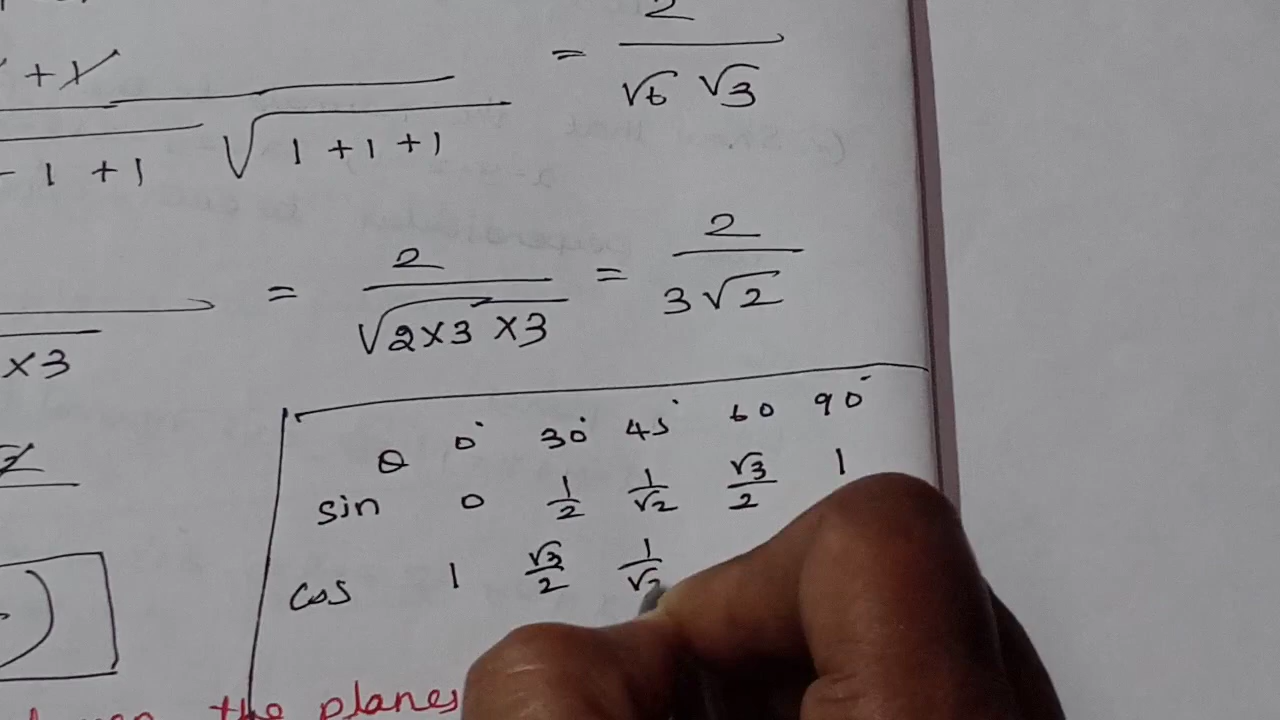 + 1 = 2/√6 √3
- 1 + 1 √1 + 1 + 1
= 2/√2×3×3 = 2/3√2
×3
θ 0° 30° 45° 60 90°
sin 0 1/2 1/√2 √3/2 1
cos 1 √3/2 1/√2
the planes